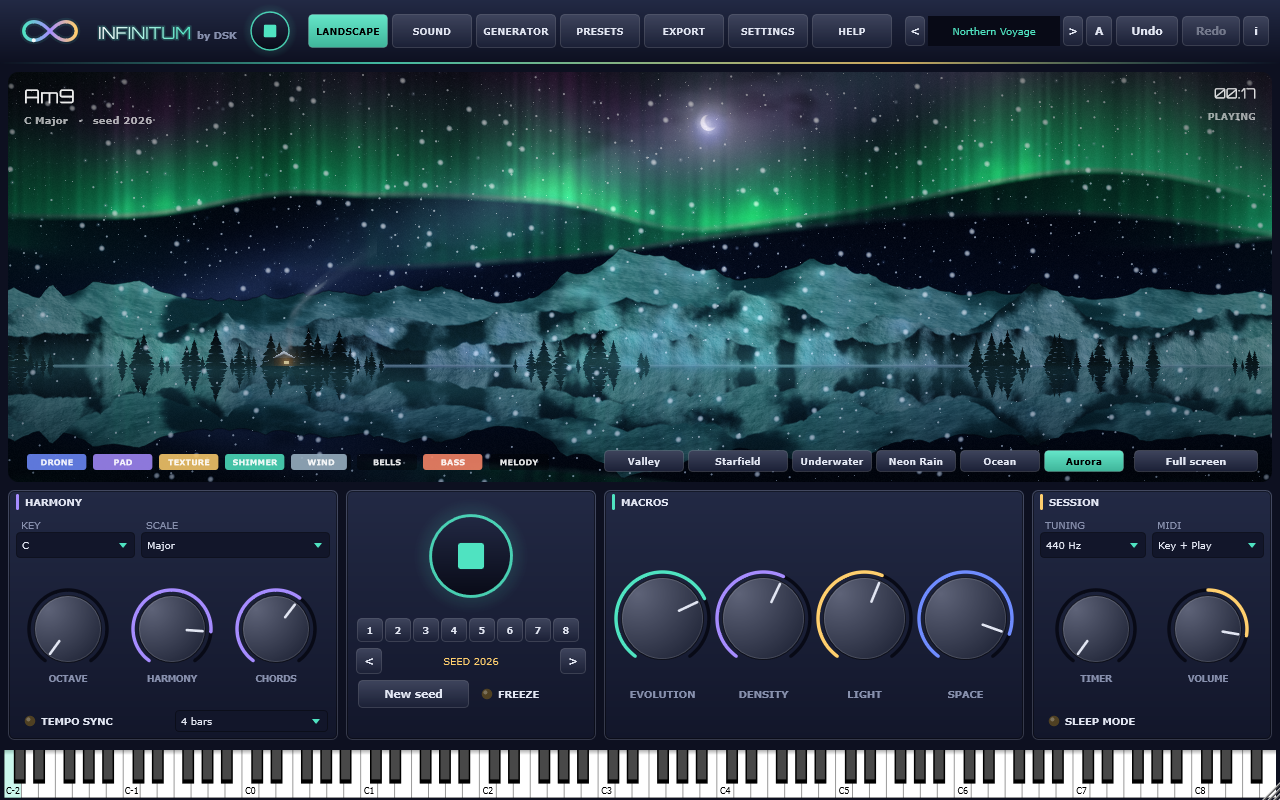 INFINITUM by DSK
LANDSCAPE
SOUND
GENERATOR
PRESETS
EXPORT
SETTINGS
HELP
<
Northern Voyage
>
A
Undo
Redo
i
Am9
00:17
C Major - seed 2026
PLAYING
DRONE
PAD
TEXTURE
SHIMMER
WIND
BELLS
BASS
MELODY
Valley
Starfield
Underwater
Neon Rain
Ocean
Aurora
Full screen
HARMONY
KEY
SCALE
C
Major
OCTAVE
HARMONY
CHORDS
TEMPO SYNC
4 bars
1 2 3 4 5 6 7 8
<
SEED 2026
>
New seed
FREEZE
MACROS
EVOLUTION
DENSITY
LIGHT
SPACE
SESSION
TUNING
MIDI
440 Hz
Key + Play
TIMER
VOLUME
SLEEP MODE
C-2 C-1 C0 C1 C2 C3 C4 C5 C6 C7 C8